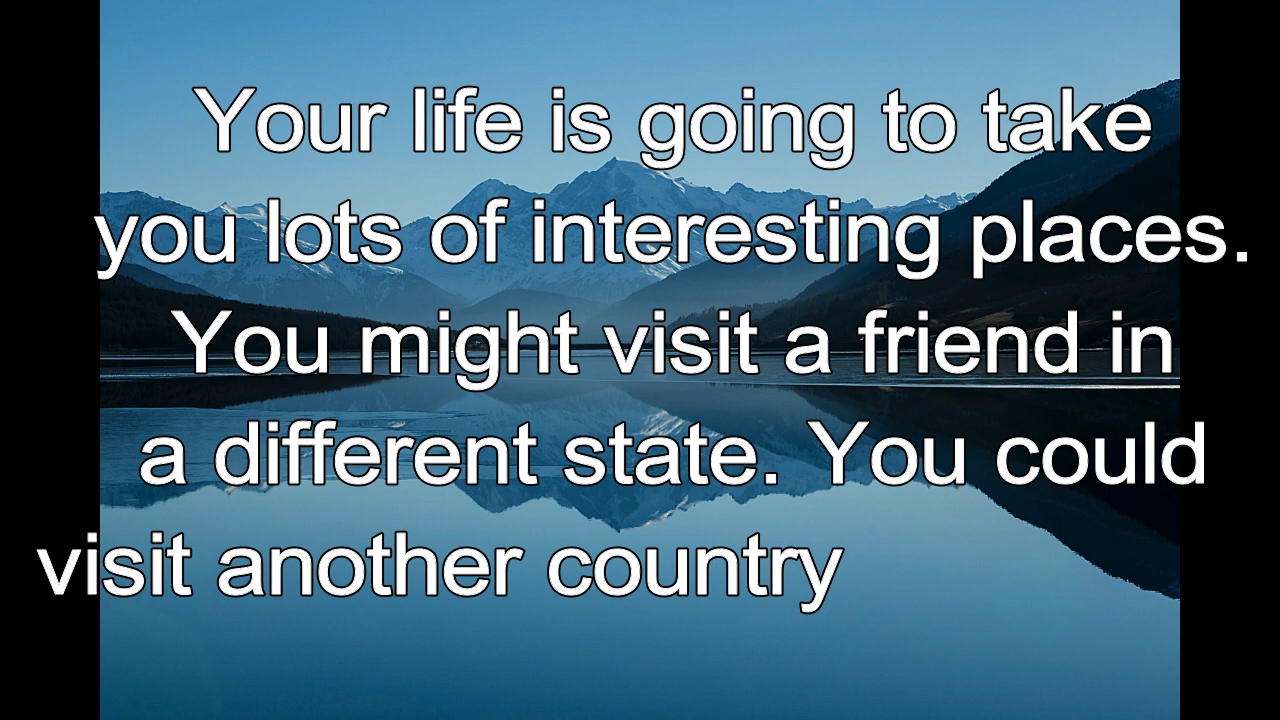 Your life is going to take
you lots of interesting places.
You might visit a friend in
a different state. You could
visit another country